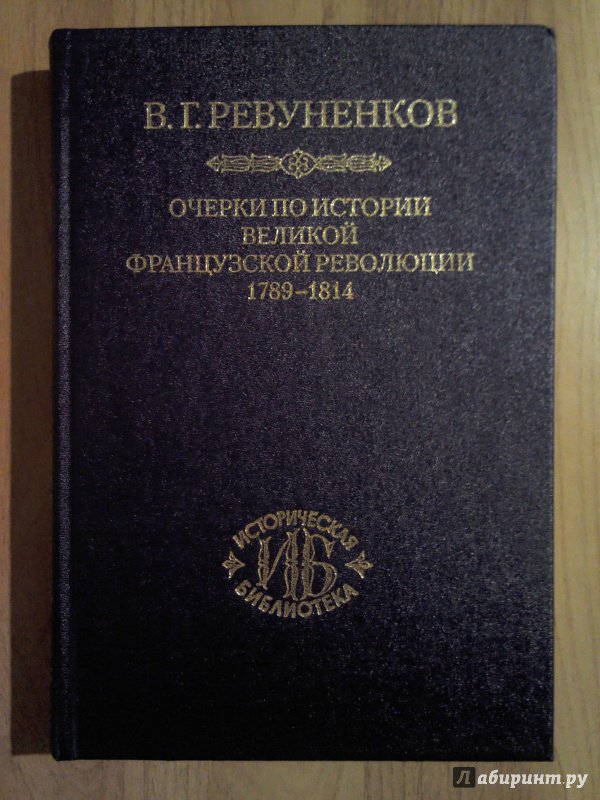 В. Г. РЕВУНЕНКОВ
ОЧЕРКИ ПО ИСТОРИИ
ВЕЛИКОЙ
ФРАНЦУЗСКОЙ РЕВОЛЮЦИИ
1789–1814
ИСТОРИЧЕСКАЯ
ИБ
БИБЛИОТЕКА
лабиринт.ру